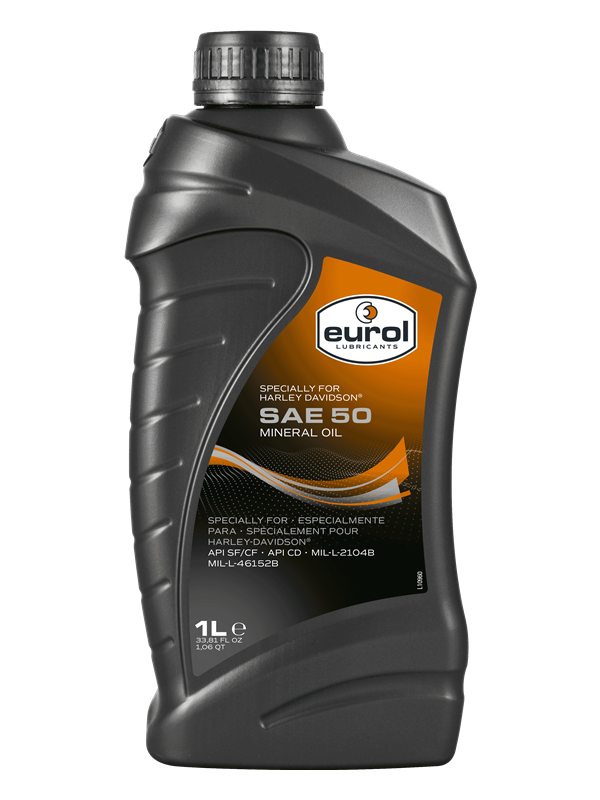 eurol
LUBRICANTS
SPECIALLY FOR
HARLEY DAVIDSON®
SAE 50
MINERAL OIL
SPECIALLY FOR · ESPECIALMENTE
PARA · SPÉCIALEMENT POUR
HARLEY-DAVIDSON®
API SF/CF · API CD · MIL-L-2104B
MIL-L-46152B
L10960
1L e
33,81 FL OZ
1,06 QT